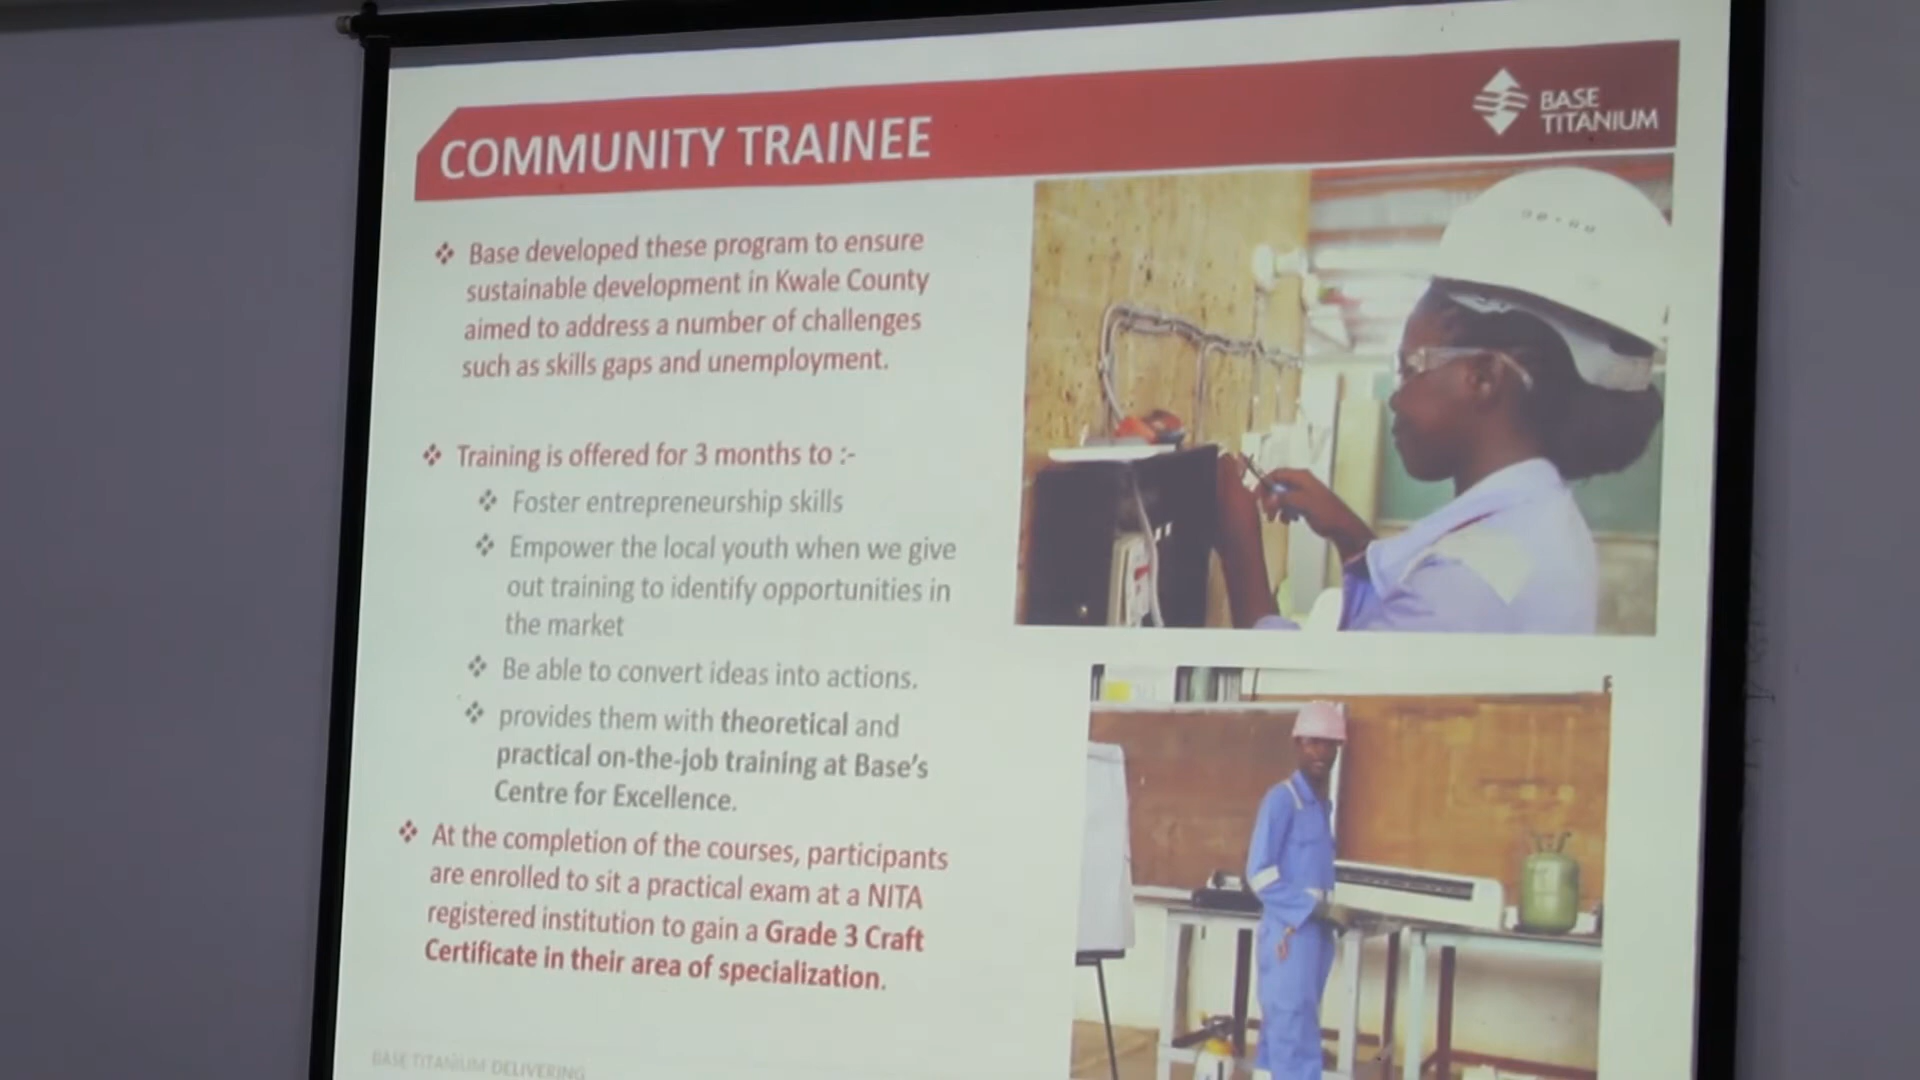 COMMUNITY TRAINEE
BASE
TITANIUM
❖ Base developed these program to ensure
sustainable development in Kwale County
aimed to address a number of challenges
such as skills gaps and unemployment.
❖ Training is offered for 3 months to :-
❖ Foster entrepreneurship skills
❖ Empower the local youth when we give
out training to identify opportunities in
the market
❖ Be able to convert ideas into actions.
❖ provides them with theoretical and
practical on-the-job training at Base's
Centre for Excellence.
❖ At the completion of the courses, participants
are enrolled to sit a practical exam at a NITA
registered institution to gain a Grade 3 Craft
Certificate in their area of specialization.
BASE TITANIUM DELIVERING